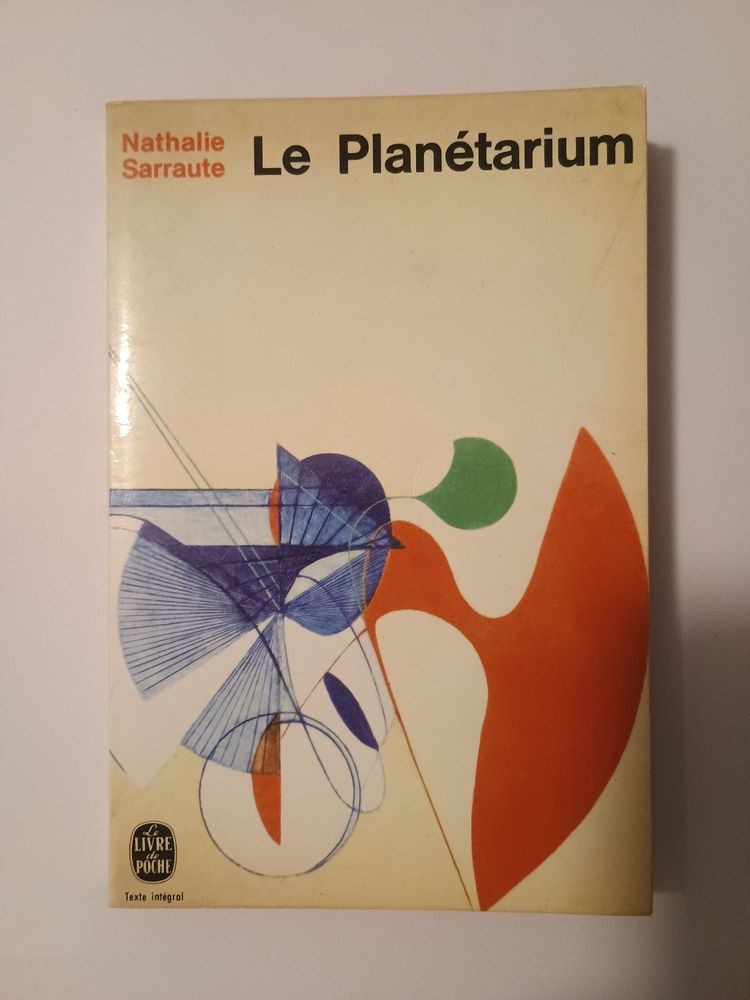 Nathalie
Sarraute
Le Planétarium
Le
LIVRE
de
POCHE
Texte intégral